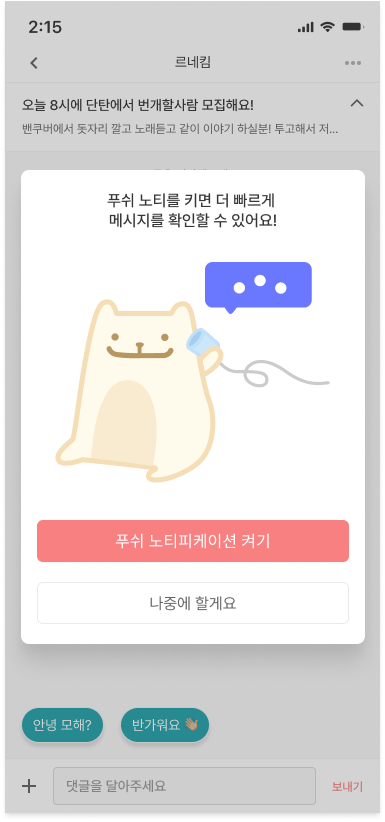 2:15
르네킴
오늘 8시에 단탄에서 번개할사람 모집해요!
밴쿠버에서 돗자리 깔고 노래듣고 같이 이야기 하실분! 투고해서 저...
푸쉬 노티를 키면 더 빠르게
메시지를 확인할 수 있어요!
푸쉬 노티피케이션 켜기
나중에 할게요
안녕 모해?
반가워요 👋🏼
댓글을 달아주세요
보내기